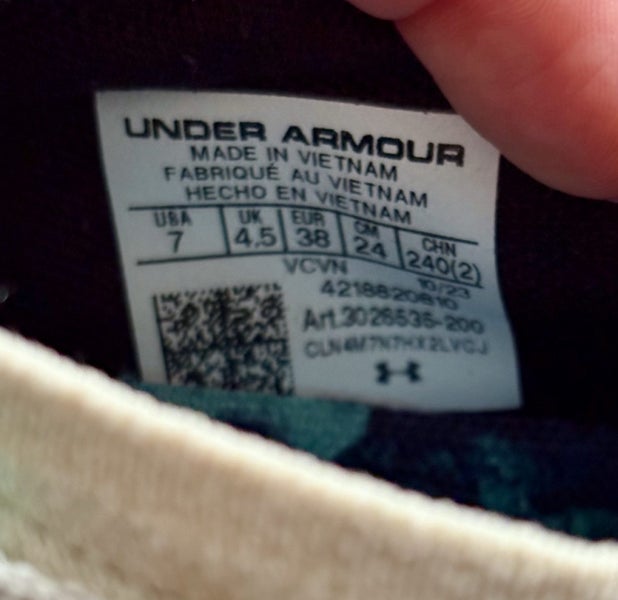 UNDER ARMOUR
MADE IN VIETNAM
FABRIQUÉ AU VIETNAM
HECHO EN VIETNAM
USA UK EUR CM CHN
7 4,5 38 24 240(2)
VCVN 10/23
4218820810
Art.3026535-200